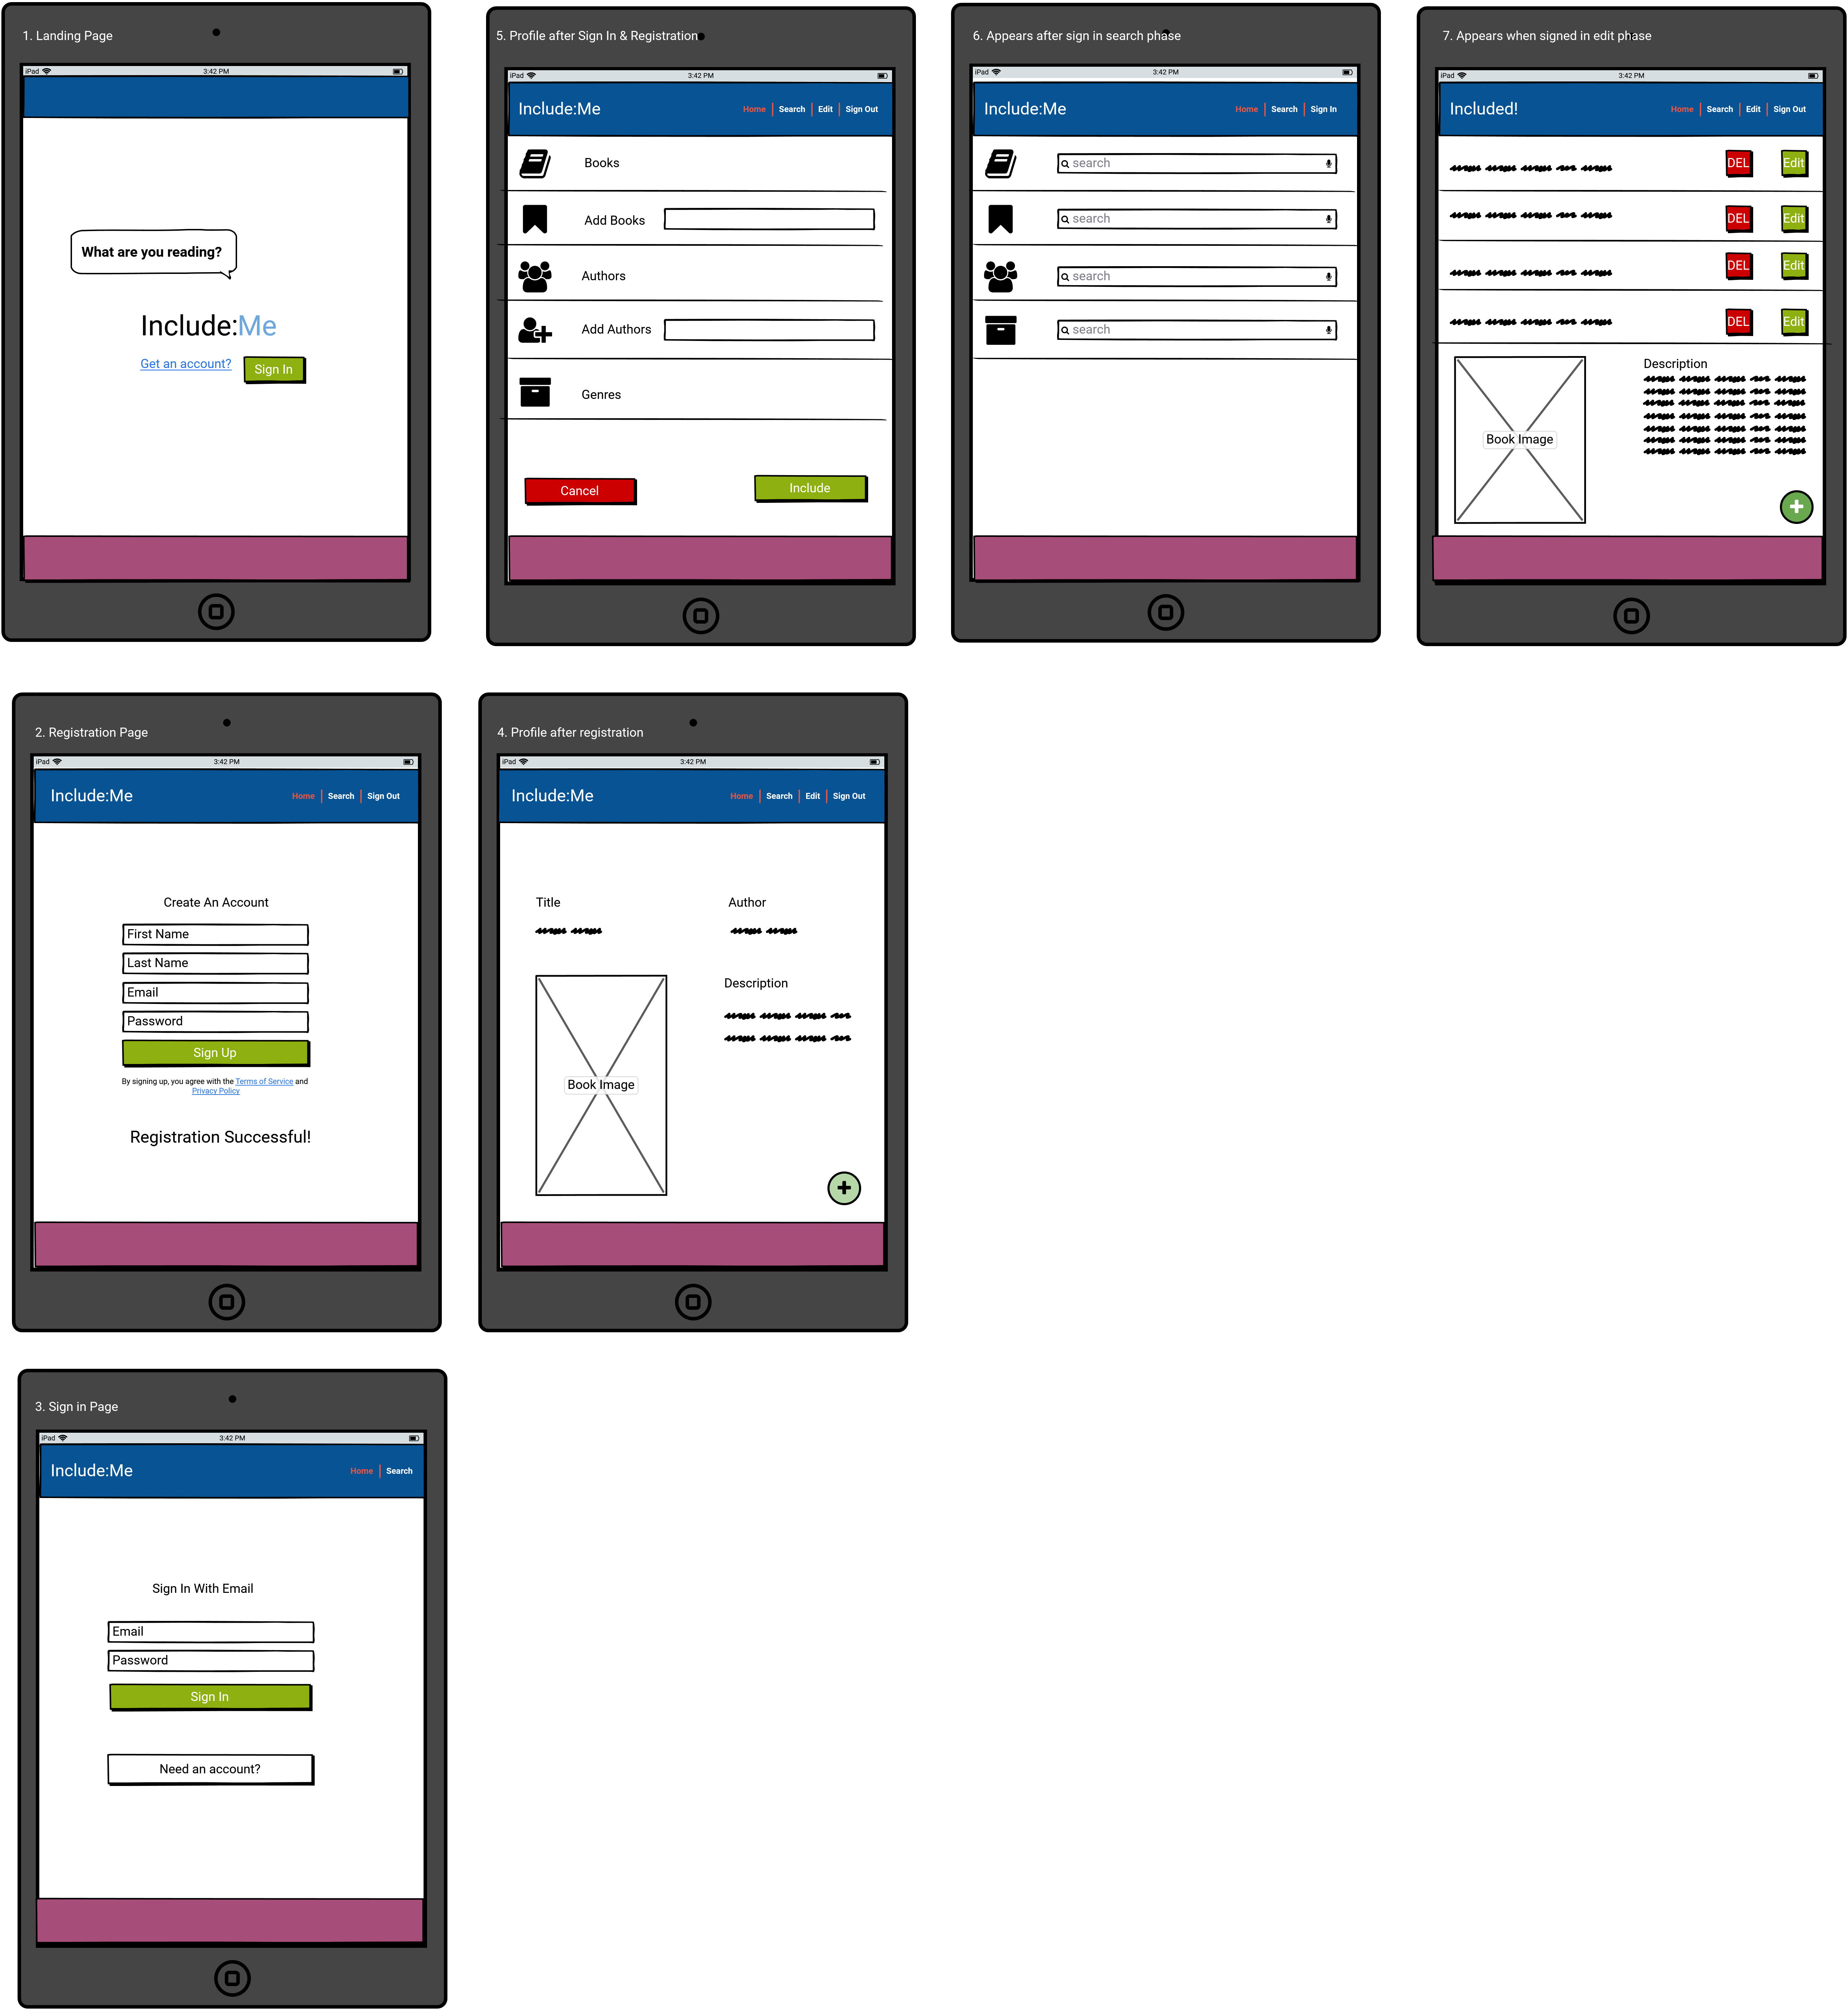 1. Landing Page
iPad 3:42 PM
What are you reading?
Include:Me
Get an account? Sign In
5. Profile after Sign In & Registration
iPad 3:42 PM
Include:Me Home Search Edit Sign Out
Books
Add Books
Authors
Add Authors
Genres
Cancel Include
6. Appears after sign in search phase
iPad 3:42 PM
Include:Me Home Search Sign In
search
search
search
search
7. Appears when signed in edit phase
iPad 3:42 PM
Included! Home Search Edit Sign Out
DEL Edit
DEL Edit
DEL Edit
DEL Edit
Description
Book Image
2. Registration Page
iPad 3:42 PM
Include:Me Home Search Sign Out
Create An Account
First Name
Last Name
Email
Password
Sign Up
By signing up, you agree with the Terms of Service and
Privacy Policy
Registration Successful!
4. Profile after registration
iPad 3:42 PM
Include:Me Home Search Edit Sign Out
Title Author
Description
Book Image
3. Sign in Page
iPad 3:42 PM
Include:Me Home Search
Sign In With Email
Email
Password
Sign In
Need an account?